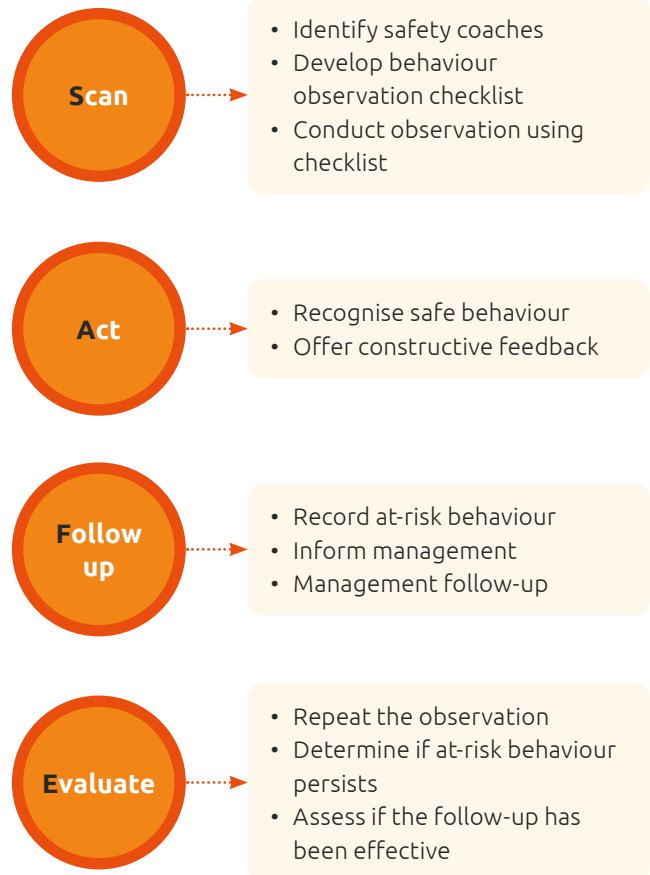 Scan
• Identify safety coaches
• Develop behaviour
observation checklist
• Conduct observation using
checklist
Act
• Recognise safe behaviour
• Offer constructive feedback
Follow
up
• Record at-risk behaviour
• Inform management
• Management follow-up
Evaluate
• Repeat the observation
• Determine if at-risk behaviour
persists
• Assess if the follow-up has
been effective